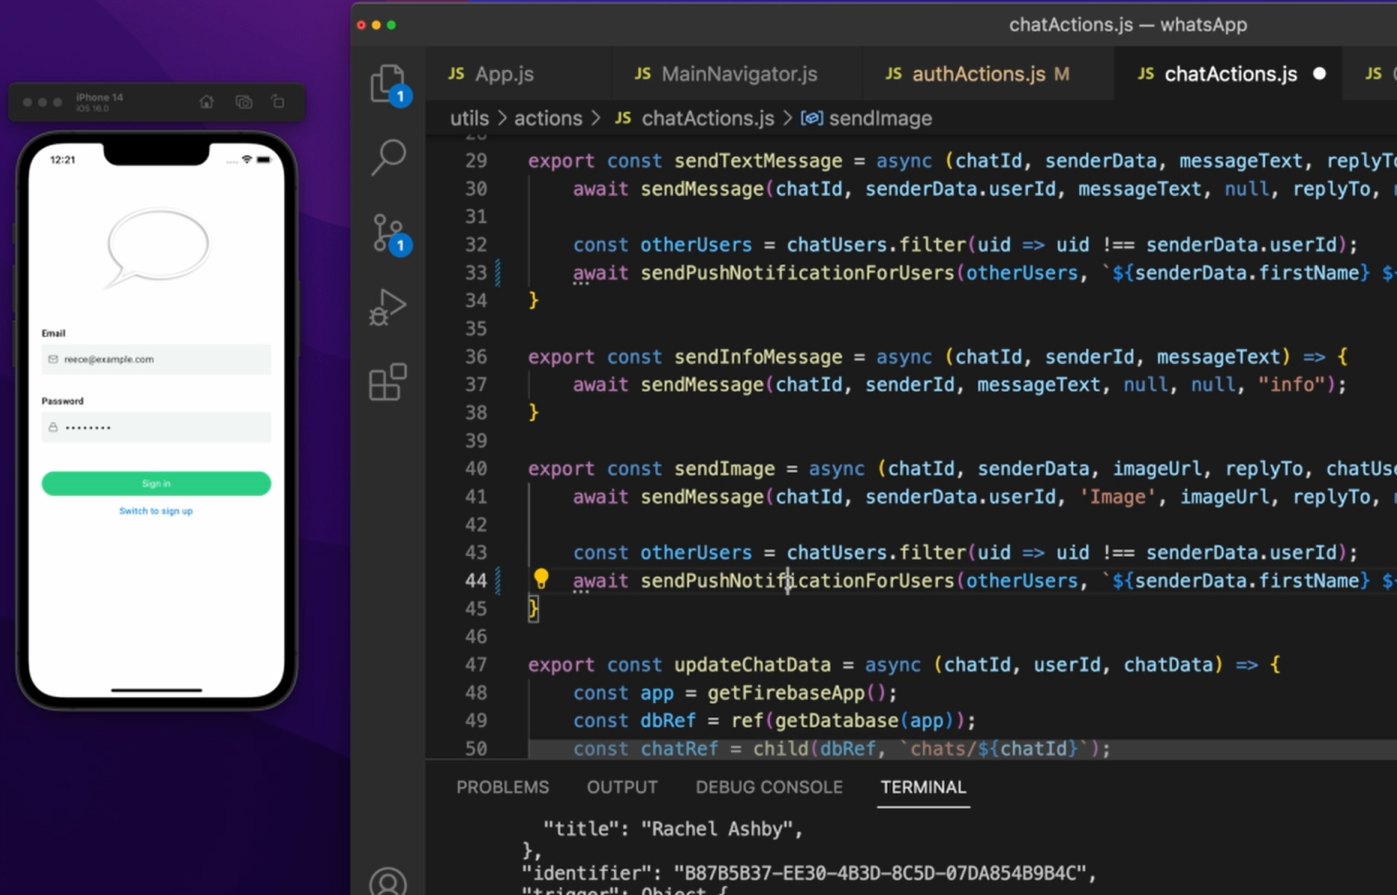 chatActions.js — whatsApp
iPhone 14
iOS 16.0
12:21
Email
reece@example.com
Password
••••••••
Sign in
Switch to sign up
1
1
JS App.js
JS MainNavigator.js
JS authActions.js M
JS chatActions.js
JS
utils > actions > JS chatActions.js > sendImage
28
29 export const sendTextMessage = async (chatId, senderData, messageText, replyTo
30 await sendMessage(chatId, senderData.userId, messageText, null, replyTo,
31
32 const otherUsers = chatUsers.filter(uid => uid !== senderData.userId);
33 await sendPushNotificationForUsers(otherUsers, `${senderData.firstName} $
34 }
35
36 export const sendInfoMessage = async (chatId, senderId, messageText) => {
37 await sendMessage(chatId, senderId, messageText, null, null, "info");
38 }
39
40 export const sendImage = async (chatId, senderData, imageUrl, replyTo, chatUs
41 await sendMessage(chatId, senderData.userId, 'Image', imageUrl, replyTo,
42
43 const otherUsers = chatUsers.filter(uid => uid !== senderData.userId);
44 await sendPushNotificationForUsers(otherUsers, `${senderData.firstName} $
45 }
46
47 export const updateChatData = async (chatId, userId, chatData) => {
48 const app = getFirebaseApp();
49 const dbRef = ref(getDatabase(app));
50 const chatRef = child(dbRef, `chats/${chatId}`);
PROBLEMS OUTPUT DEBUG CONSOLE TERMINAL
"title": "Rachel Ashby",
},
"identifier": "B87B5B37-EE30-4B3D-8C5D-07DA854B9B4C",
"trigger": Object {